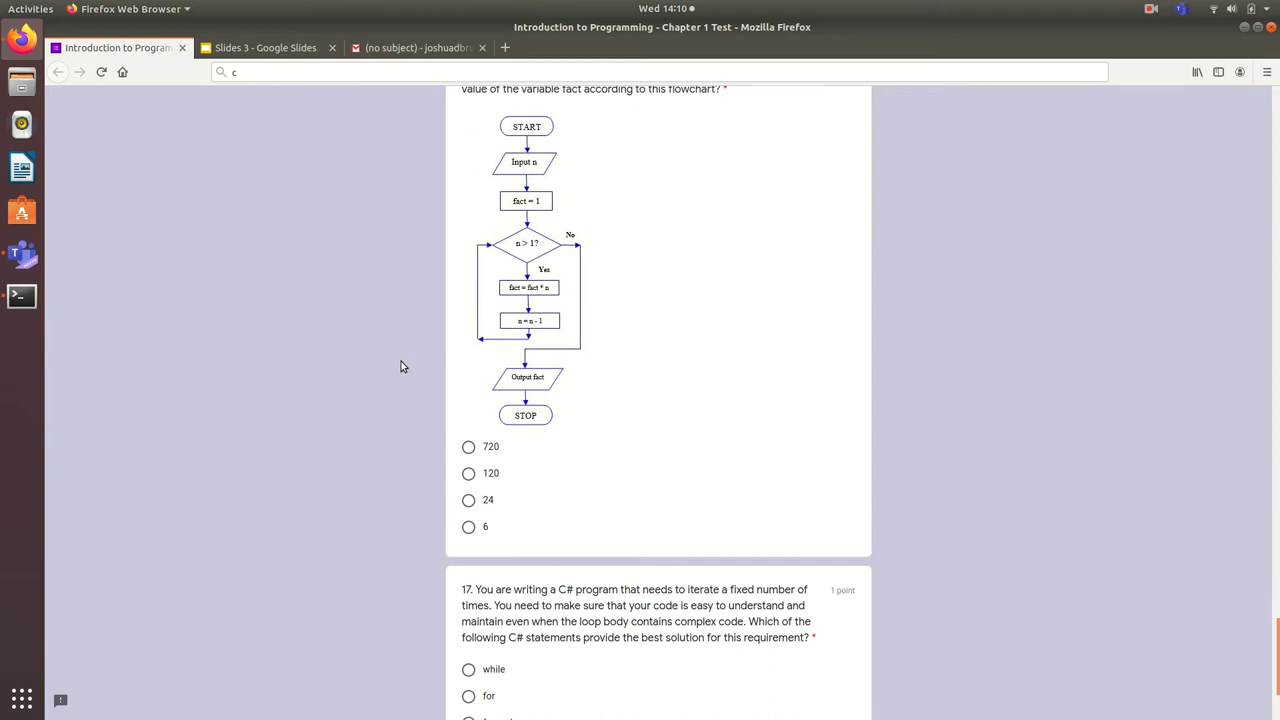 Activities
Firefox Web Browser
Wed 14:10
Introduction to Programming - Chapter 1 Test - Mozilla Firefox
Introduction to Program
Slides 3 - Google Slides
(no subject) - joshuadbr
c
value of the variable fact according to this flowchart? *
START
Input n
fact = 1
No
n > 1?
Yes
fact = fact * n
n = n - 1
Output fact
STOP
720
120
24
6
17. You are writing a C# program that needs to iterate a fixed number of
1 point
times. You need to make sure that your code is easy to understand and
maintain even when the loop body contains complex code. Which of the
following C# statements provide the best solution for this requirement? *
while
for